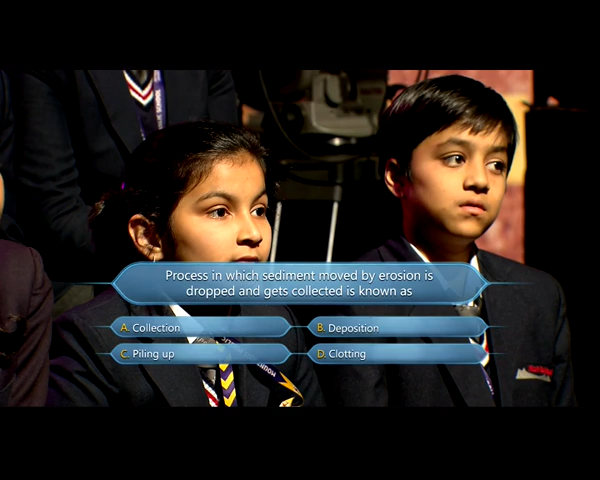 Process in which sediment moved by erosion is
dropped and gets collected is known as
A. Collection
B. Deposition
C. Piling up
D. Clotting